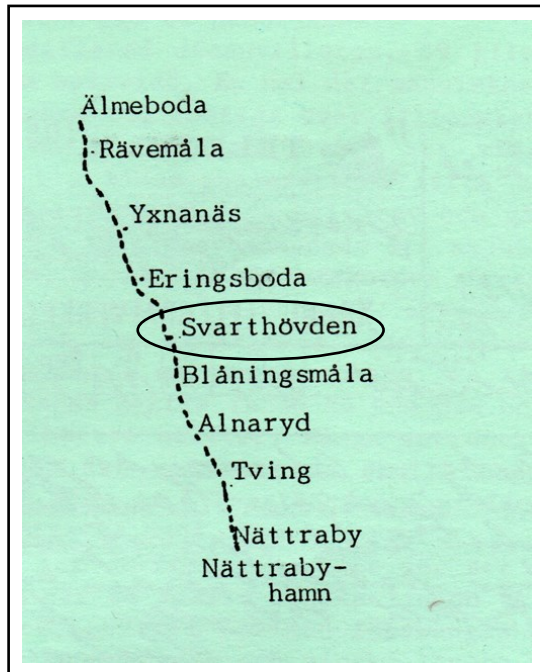 Älmeboda
Rävemåla
Yxnanäs
Eringsboda
Svarthövden
Blåningsmåla
Alnaryd
Tving
Nättraby
Nättraby-
hamn